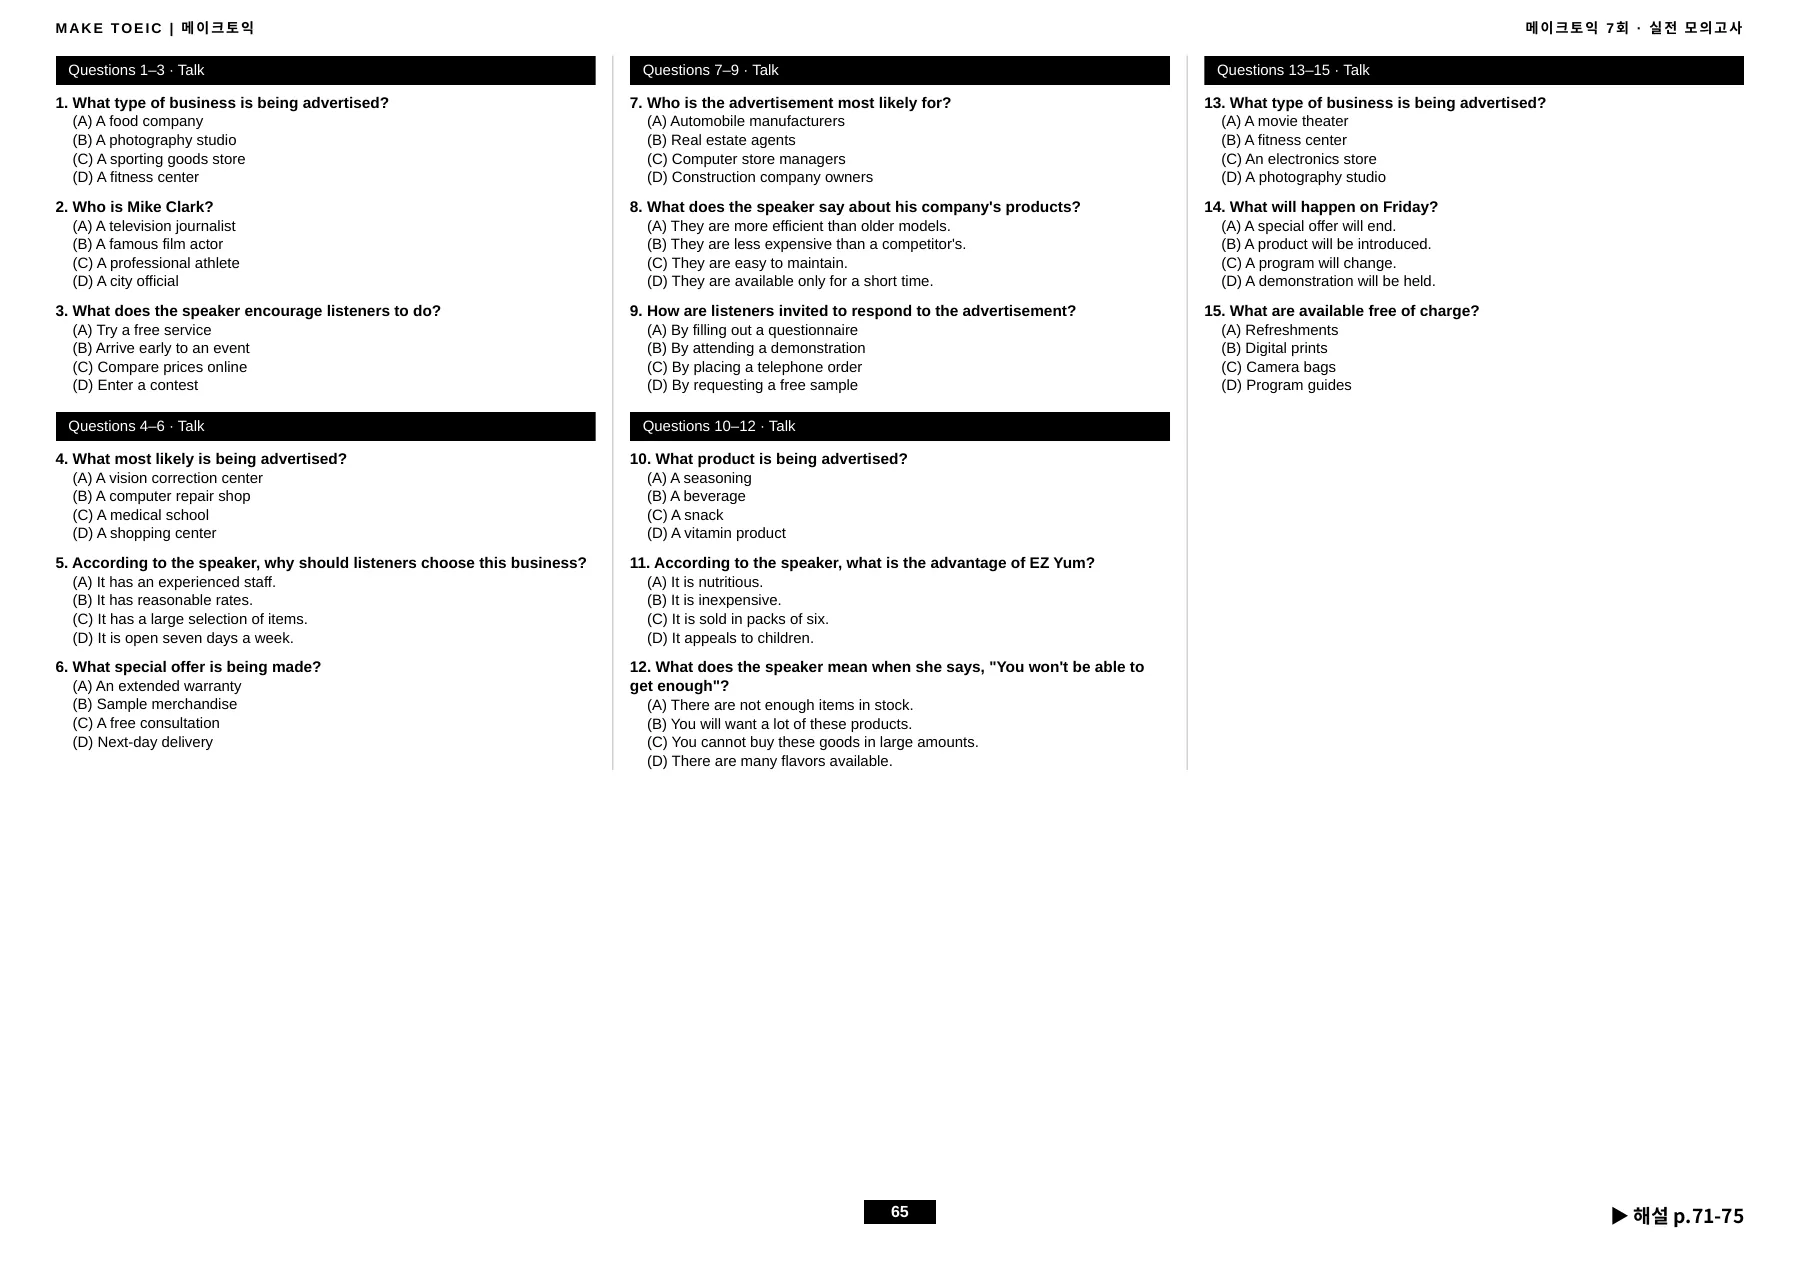 MAKE TOEIC | 메이크토익
메이크토익 7회 · 실전 모의고사
Questions 1–3 · Talk
1. What type of business is being advertised?
(A) A food company
(B) A photography studio
(C) A sporting goods store
(D) A fitness center
2. Who is Mike Clark?
(A) A television journalist
(B) A famous film actor
(C) A professional athlete
(D) A city official
3. What does the speaker encourage listeners to do?
(A) Try a free service
(B) Arrive early to an event
(C) Compare prices online
(D) Enter a contest
Questions 4–6 · Talk
4. What most likely is being advertised?
(A) A vision correction center
(B) A computer repair shop
(C) A medical school
(D) A shopping center
5. According to the speaker, why should listeners choose this business?
(A) It has an experienced staff.
(B) It has reasonable rates.
(C) It has a large selection of items.
(D) It is open seven days a week.
6. What special offer is being made?
(A) An extended warranty
(B) Sample merchandise
(C) A free consultation
(D) Next-day delivery
Questions 7–9 · Talk
7. Who is the advertisement most likely for?
(A) Automobile manufacturers
(B) Real estate agents
(C) Computer store managers
(D) Construction company owners
8. What does the speaker say about his company's products?
(A) They are more efficient than older models.
(B) They are less expensive than a competitor's.
(C) They are easy to maintain.
(D) They are available only for a short time.
9. How are listeners invited to respond to the advertisement?
(A) By filling out a questionnaire
(B) By attending a demonstration
(C) By placing a telephone order
(D) By requesting a free sample
Questions 10–12 · Talk
10. What product is being advertised?
(A) A seasoning
(B) A beverage
(C) A snack
(D) A vitamin product
11. According to the speaker, what is the advantage of EZ Yum?
(A) It is nutritious.
(B) It is inexpensive.
(C) It is sold in packs of six.
(D) It appeals to children.
12. What does the speaker mean when she says, "You won't be able to
get enough"?
(A) There are not enough items in stock.
(B) You will want a lot of these products.
(C) You cannot buy these goods in large amounts.
(D) There are many flavors available.
Questions 13–15 · Talk
13. What type of business is being advertised?
(A) A movie theater
(B) A fitness center
(C) An electronics store
(D) A photography studio
14. What will happen on Friday?
(A) A special offer will end.
(B) A product will be introduced.
(C) A program will change.
(D) A demonstration will be held.
15. What are available free of charge?
(A) Refreshments
(B) Digital prints
(C) Camera bags
(D) Program guides
65
▶ 해설 p.71-75